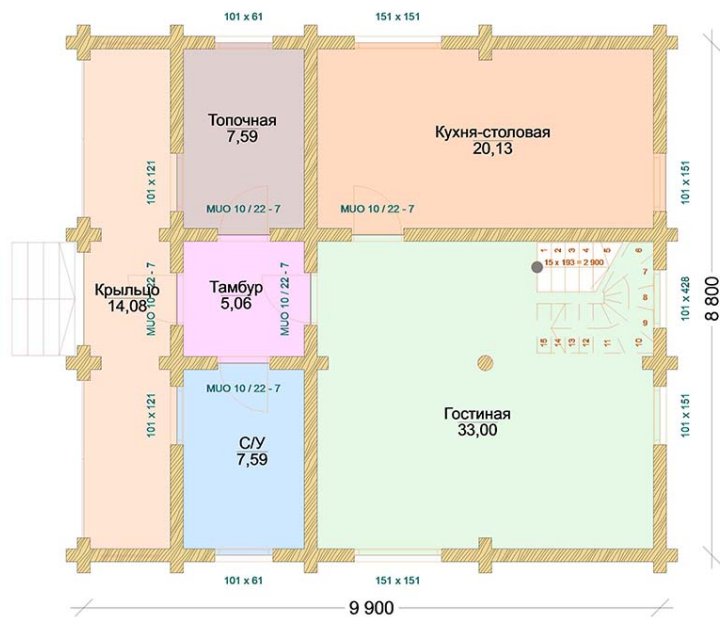 101 x 61
151 x 151
Топочная
7,59
Кухня-столовая
20,13
101 x 121
101 x 151
MUO 10 / 22 - 7
MUO 10 / 22 - 7
1
2
3
4
5
6
15 x 193 = 2 900
7
8
9
10
11
12
13
14
15
Крыльцо
14,08
MUO 10 / 22 - 7
Тамбур
5,06
MUO 10 / 22 - 7
101 x 428
8 800
MUO 10 / 22 - 7
101 x 121
С/У
7,59
Гостиная
33,00
101 x 151
101 x 61
151 x 151
9 900